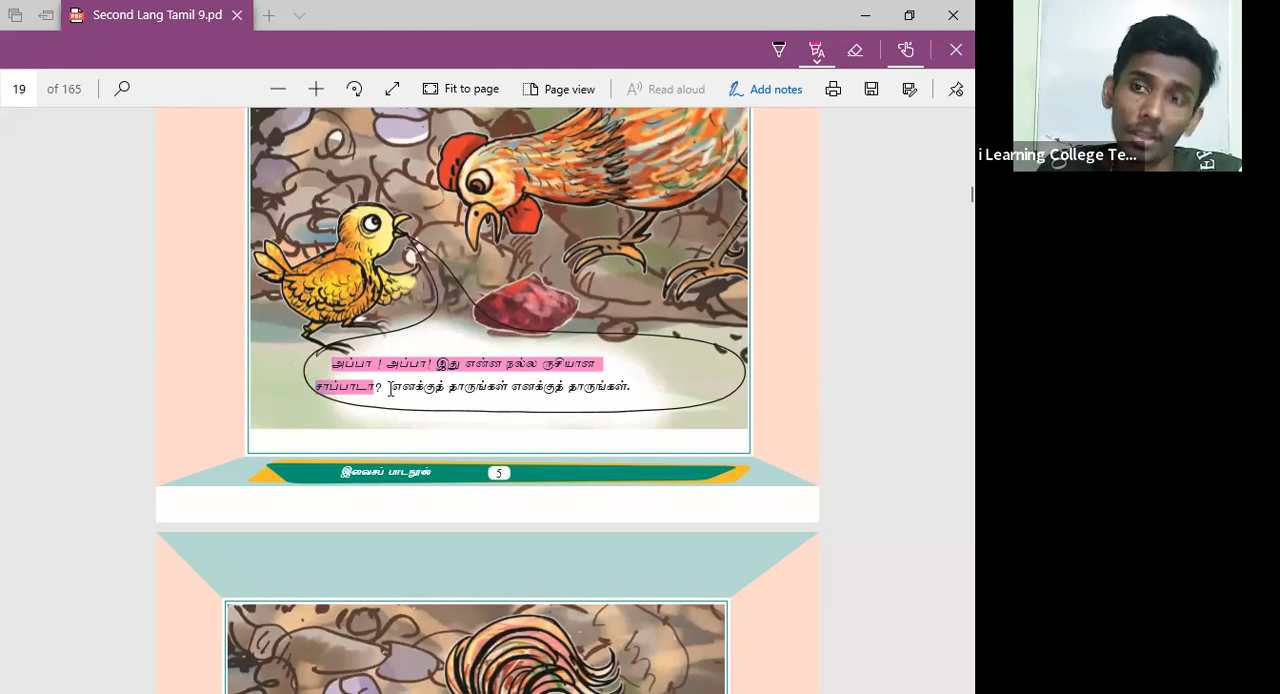 Second Lang Tamil 9.pd
19 of 165
Fit to page
Page view
Read aloud
Add notes
i Learning College Te...
அப்பா ! அப்பா! இது என்ன நல்ல ருசியான
சாப்பாடா? எனக்குத் தாருங்கள் எனக்குத் தாருங்கள்.
இலவசப் பாடநூல் 5